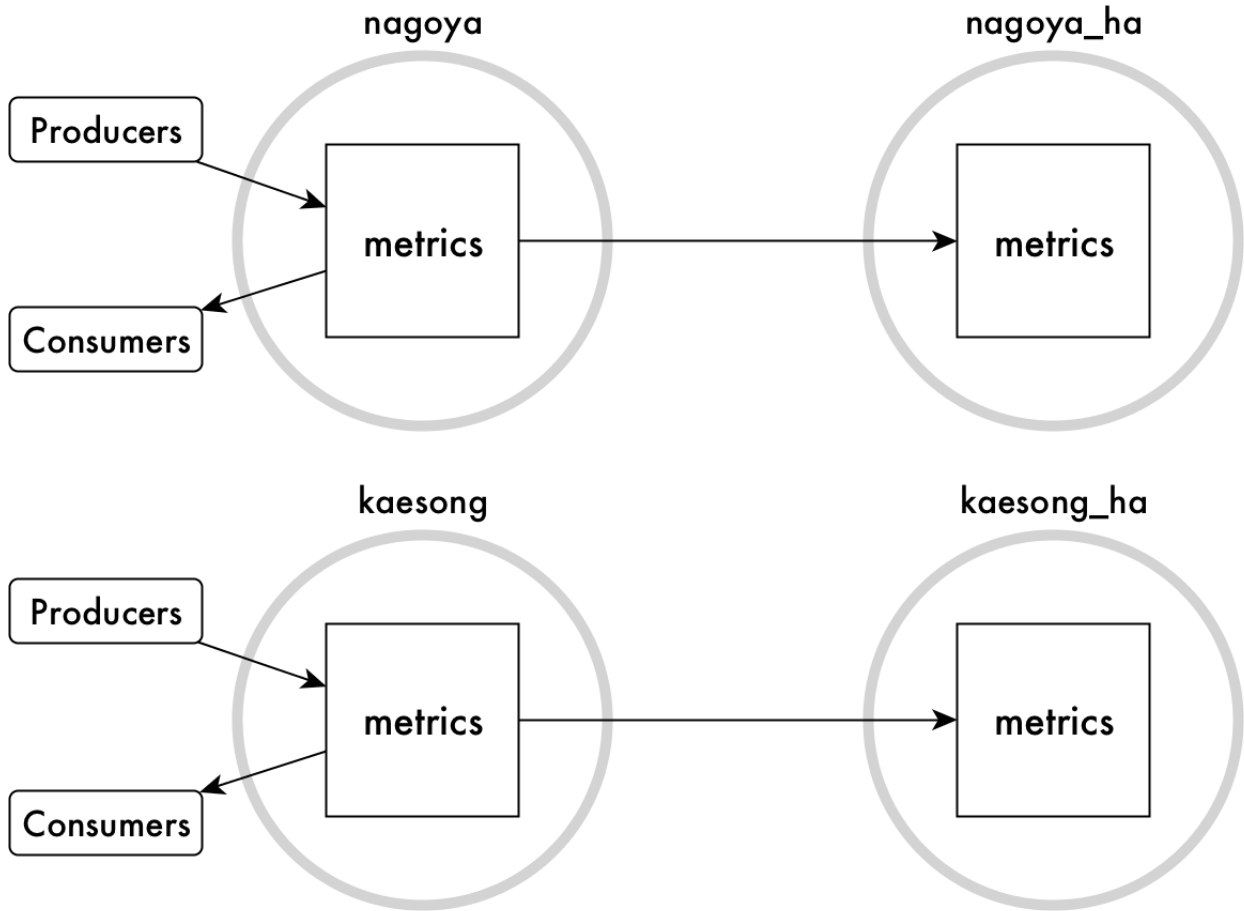 nagoya
nagoya_ha
Producers
metrics
metrics
Consumers
kaesong
kaesong_ha
Producers
metrics
metrics
Consumers